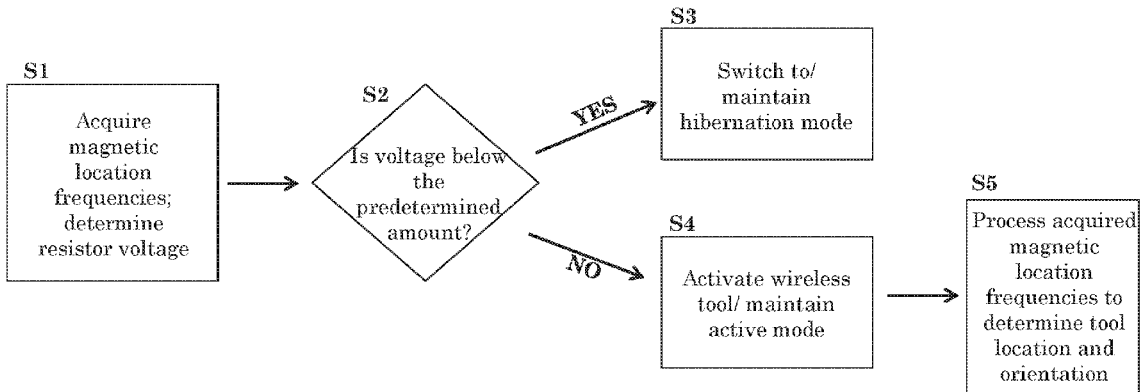 S1
Acquire
magnetic
location
frequencies;
determine
resistor voltage
S2
Is voltage below
the
predetermined
amount?
YES
NO
S3
Switch to/
maintain
hibernation mode
S4
Activate wireless
tool/ maintain
active mode
S5
Process acquired
magnetic
location
frequencies to
determine tool
location and
orientation